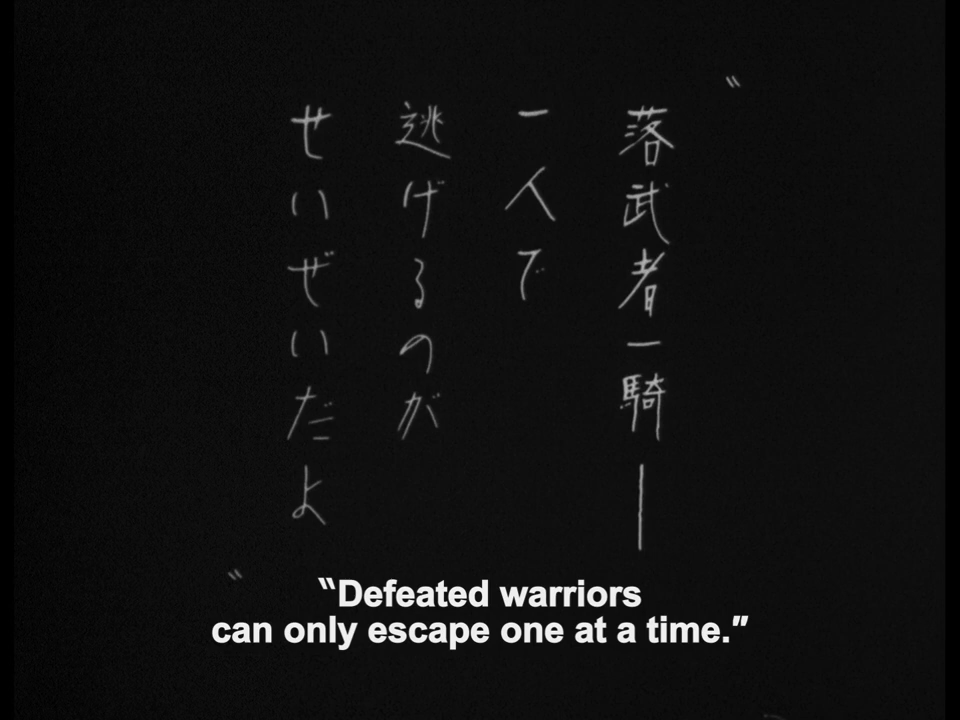 〝落武者一騎—
一人で
逃げるのが
せいぜいだよ〟
“Defeated warriors
can only escape one at a time.”